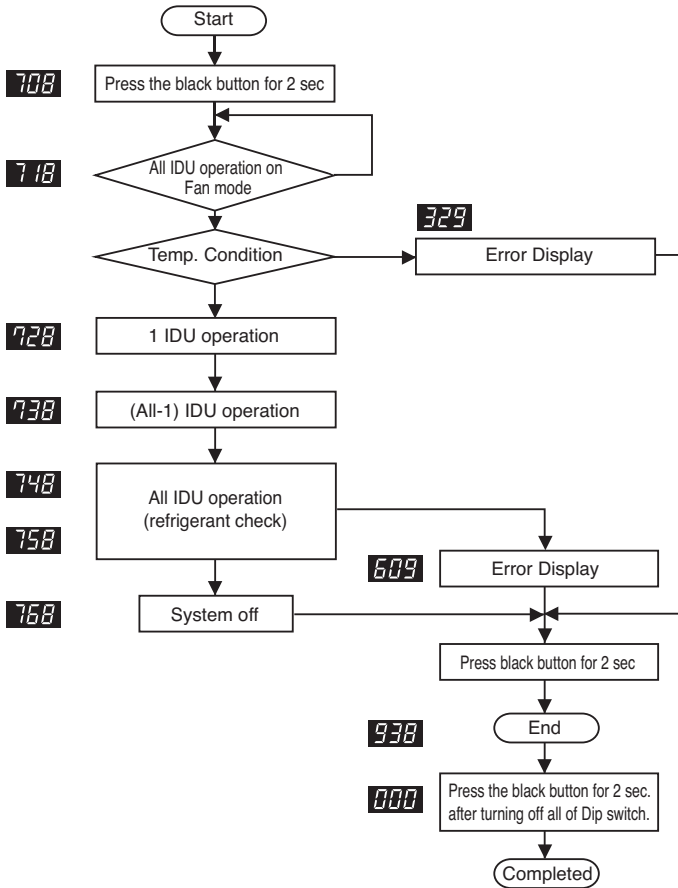 Start
708
Press the black button for 2 sec
718
All IDU operation on
Fan mode
329
Temp. Condition
Error Display
728
1 IDU operation
738
(All-1) IDU operation
748
All IDU operation
(refrigerant check)
758
609
Error Display
768
System off
Press black button for 2 sec
938
End
000
Press the black button for 2 sec.
after turning off all of Dip switch.
Completed